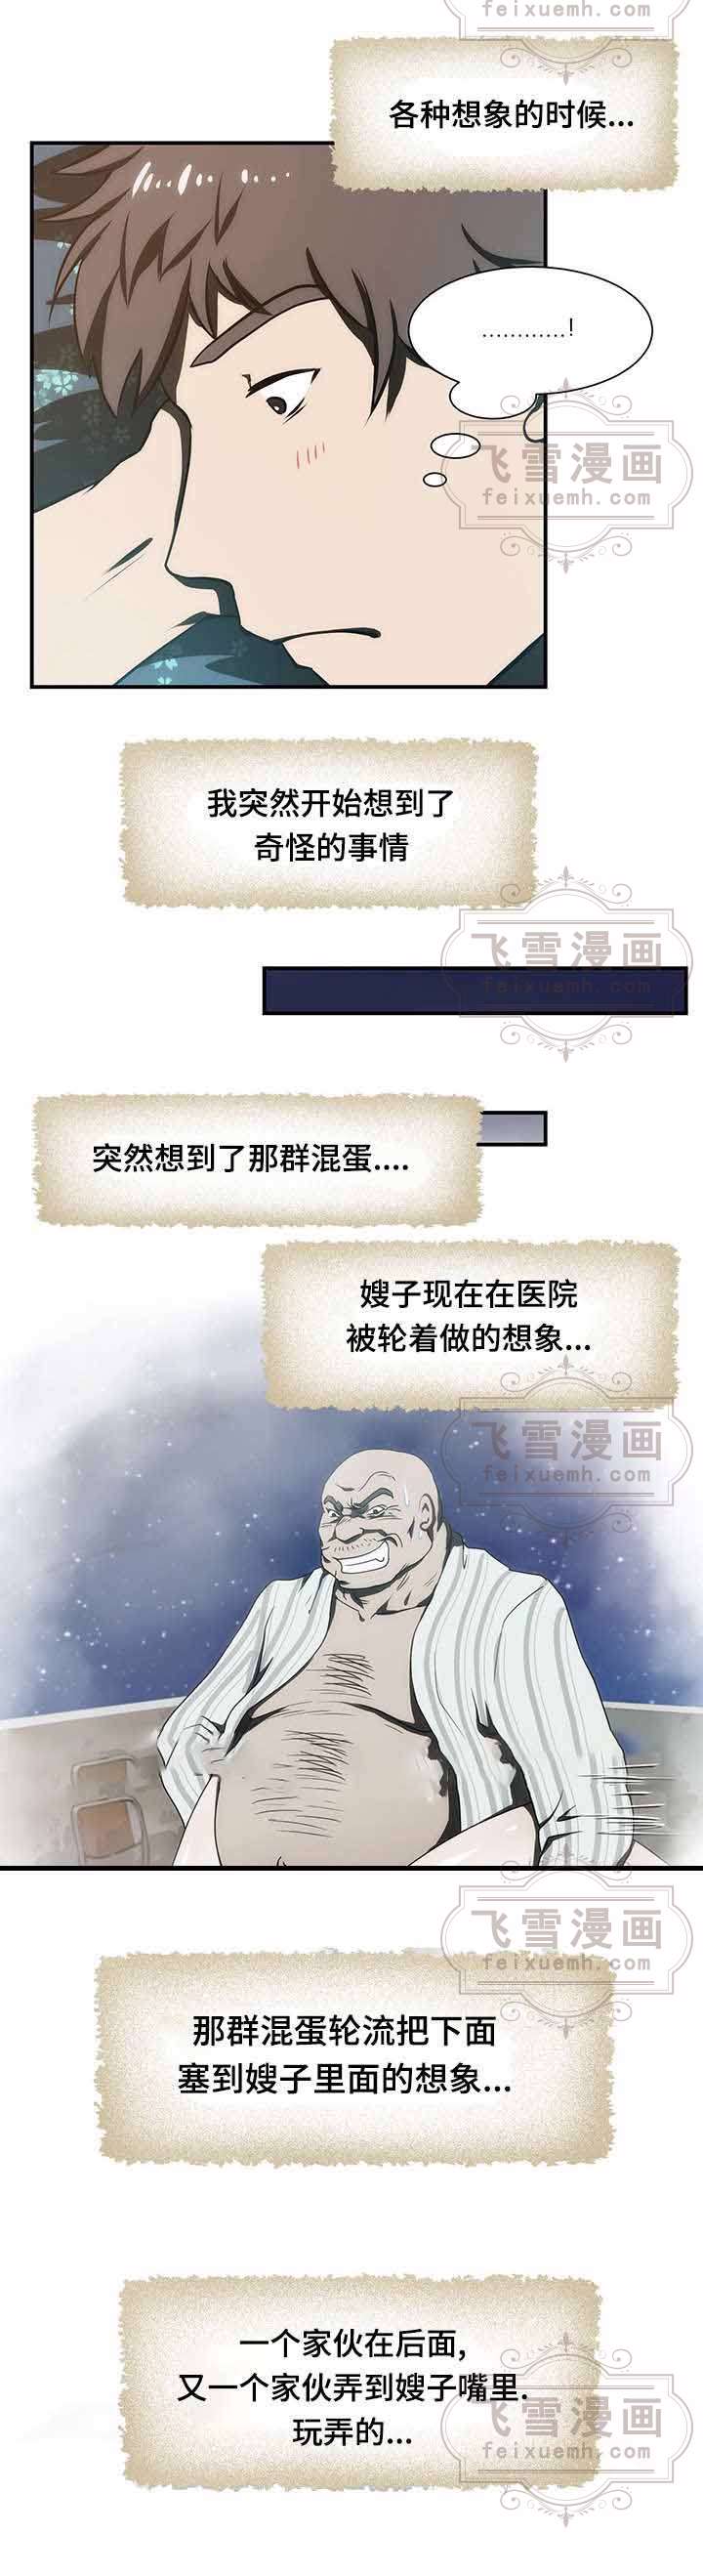 feixuemh.com
各种想象的时候...
............!
飞雪漫画
feixuemh.com
我突然开始想到了
奇怪的事情
飞雪漫画
feixuemh.com
突然想到了那群混蛋....
嫂子现在在医院
被轮着做的想象...
飞雪漫画
feixuemh.com
飞雪漫画
feixuemh.com
那群混蛋轮流把下面
塞到嫂子里面的想象...
一个家伙在后面,
又一个家伙弄到嫂子嘴里.
玩弄的...
飞雪漫画
feixuemh.com